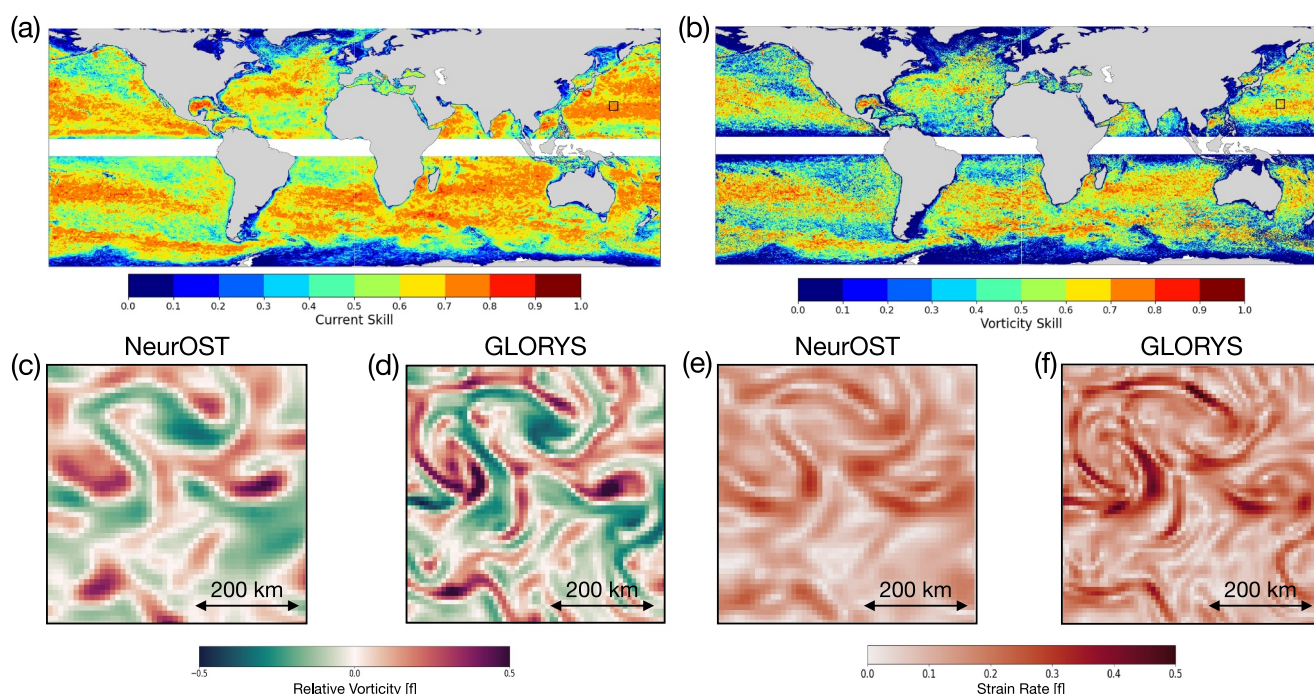 (a)
(b)
0.0 0.1 0.2 0.3 0.4 0.5 0.6 0.7 0.8 0.9 1.0
Current Skill
0.0 0.1 0.2 0.3 0.4 0.5 0.6 0.7 0.8 0.9 1.0
Vorticity Skill
(c) NeurOST
(d) GLORYS
(e) NeurOST
(f) GLORYS
200 km
200 km
200 km
200 km
−0.5 0.0 0.5
Relative Vorticity [f]
0.0 0.1 0.2 0.3 0.4 0.5
Strain Rate [f]